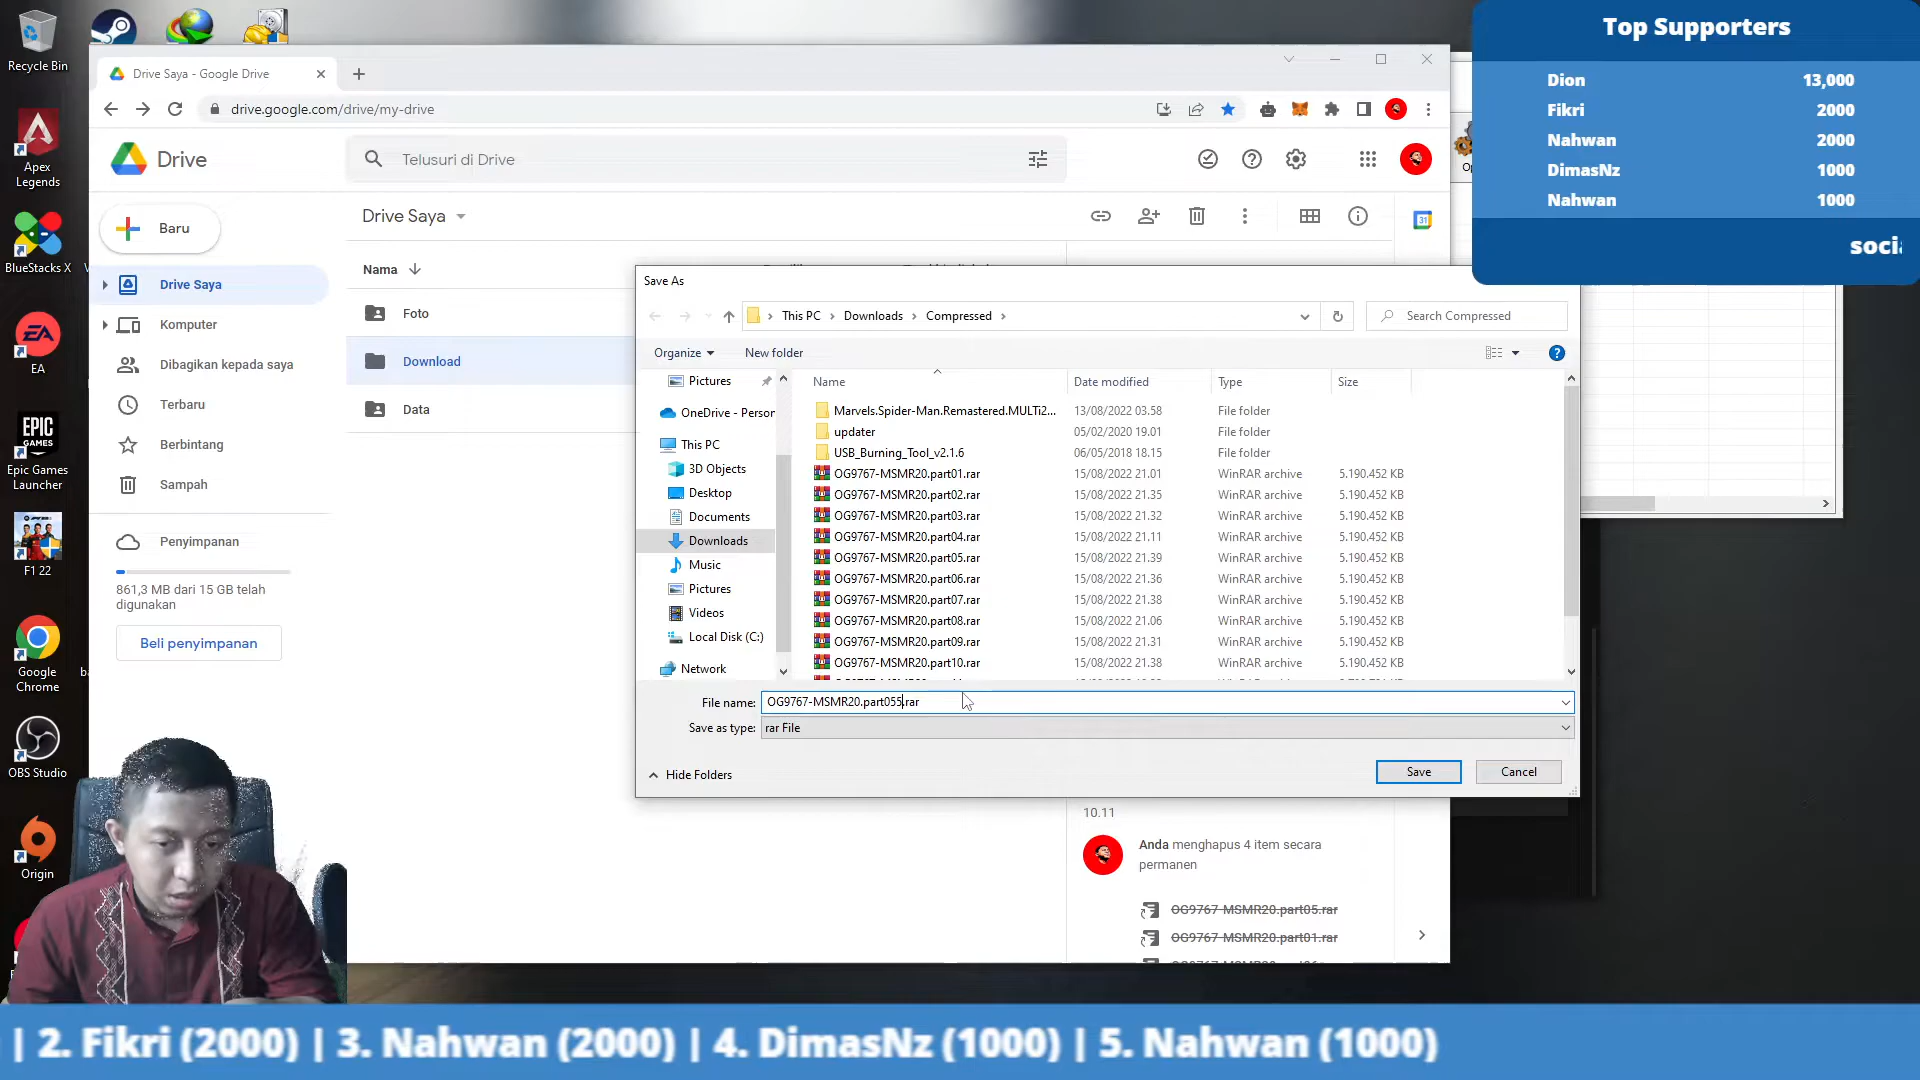 Recycle Bin
Apex
Legends
BlueStacks X
EA
Epic Games
Launcher
F1 22
Google
Chrome
OBS Studio
Origin
Drive Saya - Google Drive
drive.google.com/drive/my-drive
Drive
Telusuri di Drive
Baru
Drive Saya
Komputer
Dibagikan kepada saya
Terbaru
Berbintang
Sampah
Penyimpanan
861,3 MB dari 15 GB telah
digunakan
Beli penyimpanan
Drive Saya
Nama
Foto
Download
Data
Save As
This PC
Downloads
Compressed
Search Compressed
Organize
New folder
Pictures
OneDrive - Person
This PC
3D Objects
Desktop
Documents
Downloads
Music
Pictures
Videos
Local Disk (C:)
Network
Name Date modified Type Size
Marvels.Spider-Man.Remastered.MULTi2... 13/08/2022 03.58 File folder
updater 05/02/2020 19.01 File folder
USB_Burning_Tool_v2.1.6 06/05/2018 18.15 File folder
OG9767-MSMR20.part01.rar 15/08/2022 21.01 WinRAR archive 5.190.452 KB
OG9767-MSMR20.part02.rar 15/08/2022 21.35 WinRAR archive 5.190.452 KB
OG9767-MSMR20.part03.rar 15/08/2022 21.32 WinRAR archive 5.190.452 KB
OG9767-MSMR20.part04.rar 15/08/2022 21.11 WinRAR archive 5.190.452 KB
OG9767-MSMR20.part05.rar 15/08/2022 21.39 WinRAR archive 5.190.452 KB
OG9767-MSMR20.part06.rar 15/08/2022 21.36 WinRAR archive 5.190.452 KB
OG9767-MSMR20.part07.rar 15/08/2022 21.38 WinRAR archive 5.190.452 KB
OG9767-MSMR20.part08.rar 15/08/2022 21.06 WinRAR archive 5.190.452 KB
OG9767-MSMR20.part09.rar 15/08/2022 21.31 WinRAR archive 5.190.452 KB
OG9767-MSMR20.part10.rar 15/08/2022 21.38 WinRAR archive 5.190.452 KB
File name: OG9767-MSMR20.part055.rar
Save as type: rar File
Hide Folders
Save
Cancel
10.11
Anda menghapus 4 item secara
permanen
OG9767-MSMR20.part05.rar
OG9767-MSMR20.part01.rar
Top Supporters
Dion 13,000
Fikri 2000
Nahwan 2000
DimasNz 1000
Nahwan 1000
soci
| 2. Fikri (2000) | 3. Nahwan (2000) | 4. DimasNz (1000) | 5. Nahwan (1000)